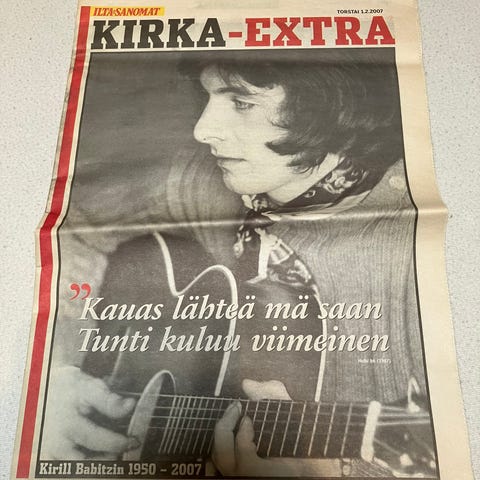 ILTA-SANOMAT
TORSTAI 1.2.2007
KIRKA-EXTRA
”Kauas lähteä mä saan
Tunti kuluu viimeinen
Kirill Babitzin 1950 – 2007